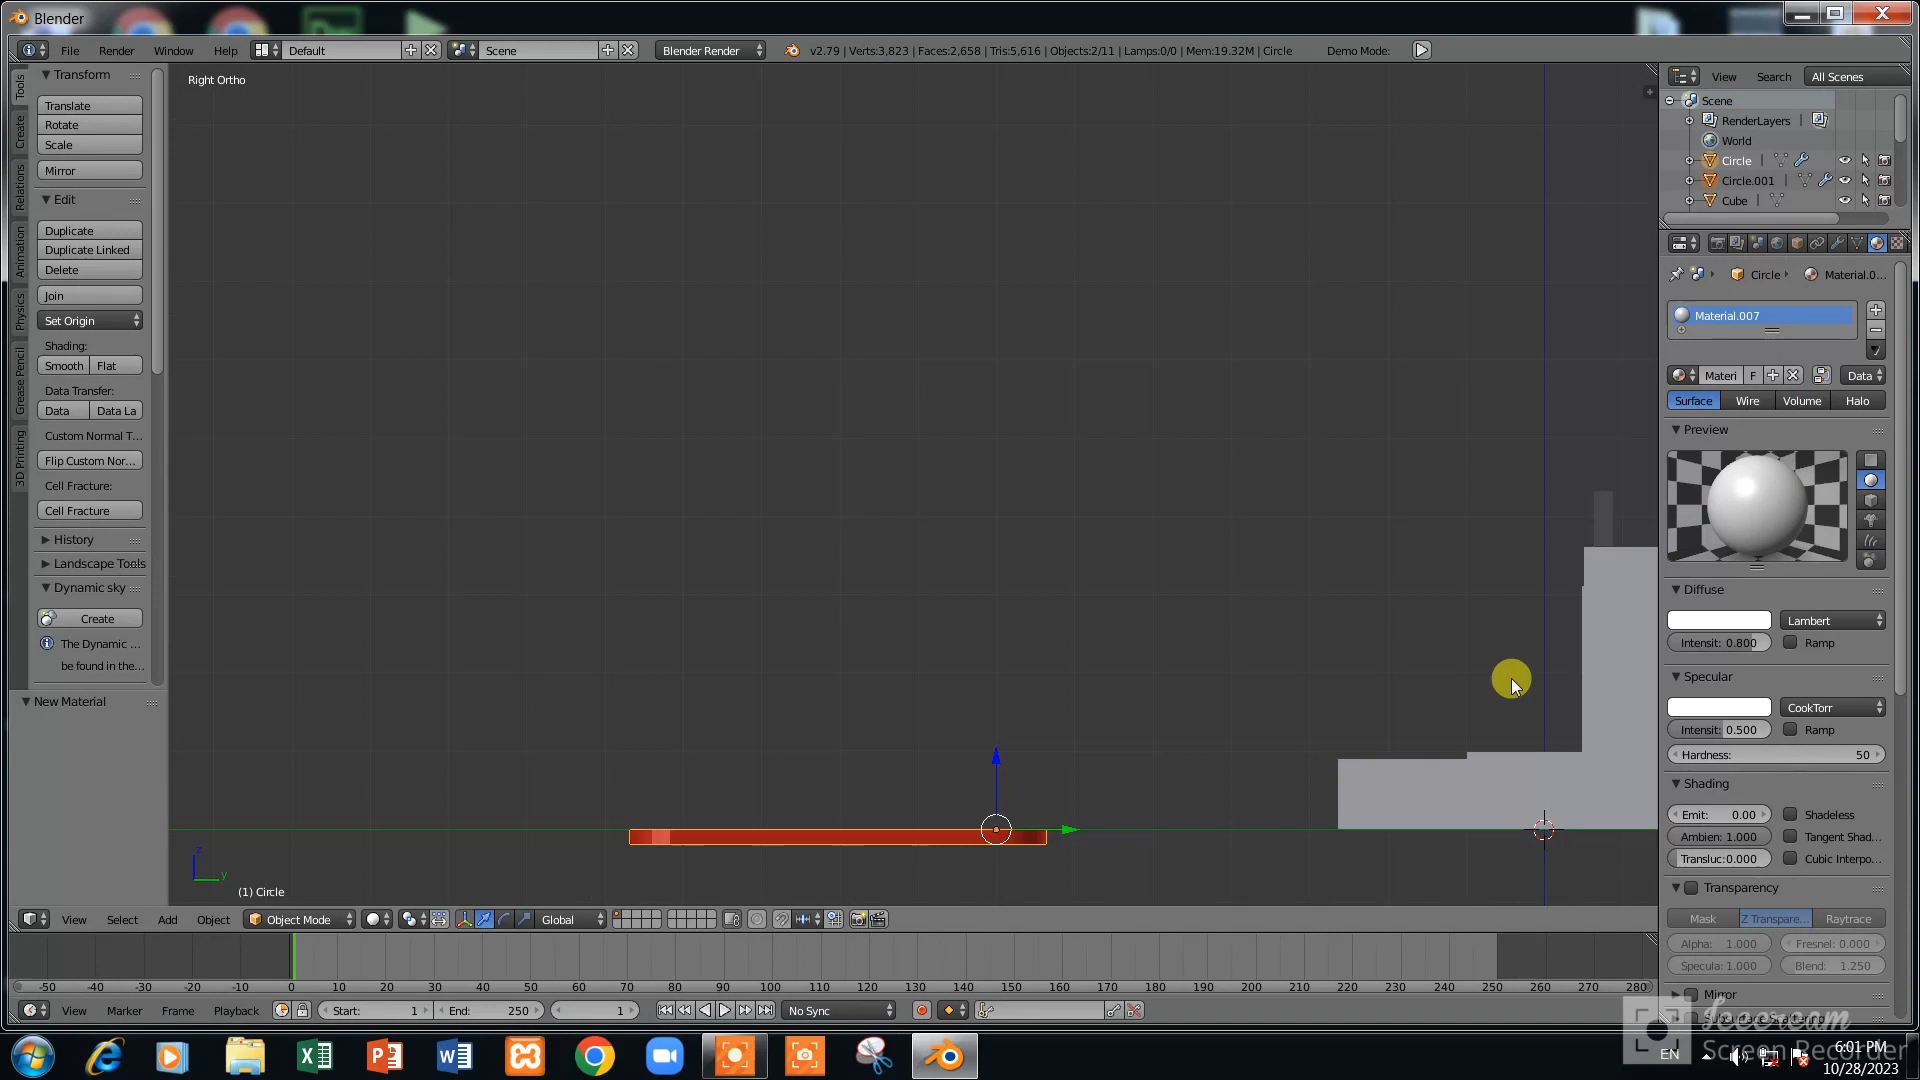 Blender
File Render Window Help Default Scene Blender Render v2.79 | Verts:3,823 | Faces:2,658 | Tris:5,616 | Objects:2/11 | Lamps:0/0 | Mem:19.32M | Circle Demo Mode:
Transform
Translate
Rotate
Scale
Mirror
Edit
Duplicate
Duplicate Linked
Delete
Join
Set Origin
Shading:
Smooth Flat
Data Transfer:
Data Data La
Custom Normal T...
Flip Custom Nor...
Cell Fracture:
Cell Fracture
History
Landscape Tools
Dynamic sky
Create
The Dynamic ...
be found in the...
New Material
Tools
Create
Relations
Animation
Physics
Grease Pencil
3D Printing
Right Ortho
z
y
(1) Circle
View Search All Scenes
Scene
RenderLayers
World
Circle
Circle.001
Cube
Circle Material.0...
Material.007
Materi F Data
Surface Wire Volume Halo
Preview
Diffuse
Lambert
Intensit: 0.800 Ramp
Specular
CookTorr
Intensit: 0.500 Ramp
Hardness: 50
Shading
Emit: 0.00 Shadeless
Ambien: 1.000 Tangent Shad...
Transluc:0.000 Cubic Interpo...
Transparency
Mask Z Transpare... Raytrace
Alpha: 1.000 Fresnel: 0.000
Specula: 1.000 Blend: 1.250
Mirror
Subsurface Scattering
View Select Add Object Object Mode Global
-50 -40 -30 -20 -10 0 10 20 30 40 50 60 70 80 90 100 110 120 130 140 150 160 170 180 190 200 210 220 230 240 250 260 270 280
View Marker Frame Playback Start: 1 End: 250 1 No Sync
Icecream
Screen Recorder
EN
6:01 PM
10/28/2023